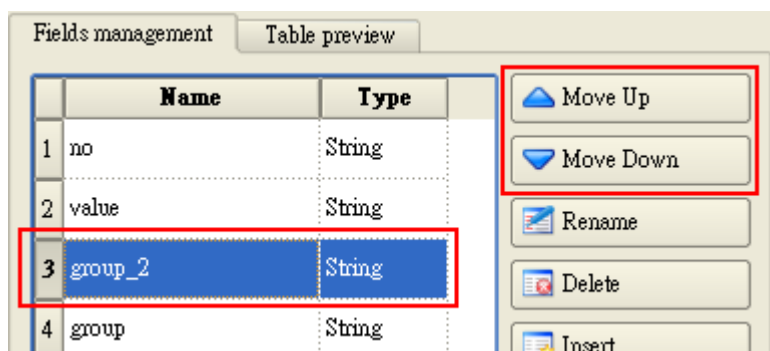 Fields management Table preview
Name Type
1 no String
2 value String
3 group_2 String
4 group String
Move Up
Move Down
Rename
Delete
Insert